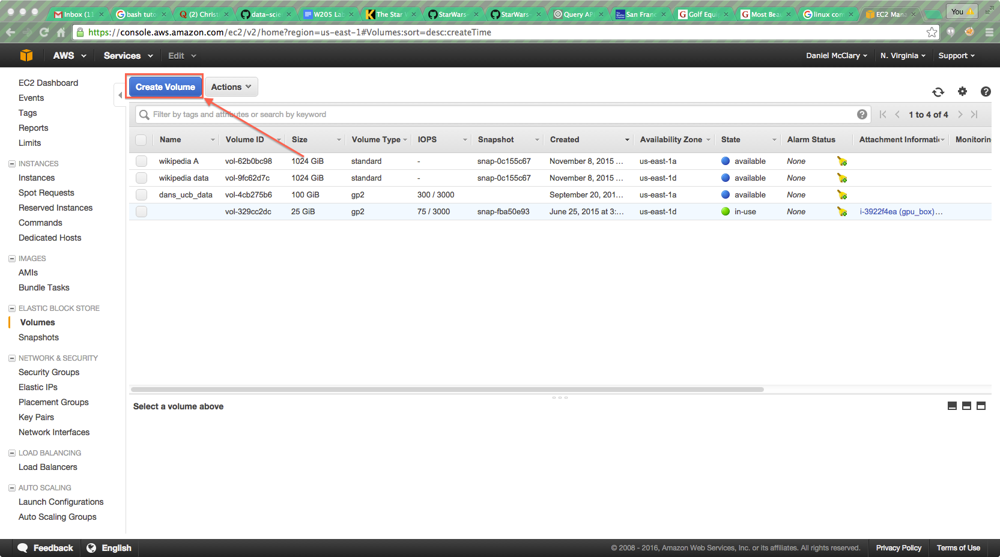 Inbox (11
bash tuto
(2) Christ
data-scie
W205 Lab
The Star W
StarWars-
StarWars-
Query API
San Franc
Golf Equi
Most Bea
linux com
EC2 Mana
You
https://console.aws.amazon.com/ec2/v2/home?region=us-east-1#Volumes:sort=desc:createTime
AWS Services Edit Daniel McClary N. Virginia Support
EC2 Dashboard
Events
Tags
Reports
Limits
INSTANCES
Instances
Spot Requests
Reserved Instances
Commands
Dedicated Hosts
IMAGES
AMIs
Bundle Tasks
ELASTIC BLOCK STORE
Volumes
Snapshots
NETWORK & SECURITY
Security Groups
Elastic IPs
Placement Groups
Key Pairs
Network Interfaces
LOAD BALANCING
Load Balancers
AUTO SCALING
Launch Configurations
Auto Scaling Groups
Create Volume Actions
Filter by tags and attributes or search by keyword 1 to 4 of 4
Name Volume ID Size Volume Type IOPS Snapshot Created Availability Zone State Alarm Status Attachment Informati Monitorin
wikipedia A vol-62b0bc98 1024 GiB standard - snap-0c155c67 November 8, 2015 ... us-east-1a available None
wikipedia data vol-9fc62d7c 1024 GiB standard - snap-0c155c67 November 8, 2015 ... us-east-1d available None
dans_ucb_data vol-4cb275b6 100 GiB gp2 300 / 3000 September 20, 201... us-east-1a available None
vol-329cc2dc 25 GiB gp2 75 / 3000 snap-fba50e93 June 25, 2015 at 3:... us-east-1d in-use None i-3922f4ea (gpu_box)...
Select a volume above
Feedback English © 2008 - 2016, Amazon Web Services, Inc. or its affiliates. All rights reserved. Privacy Policy Terms of Use